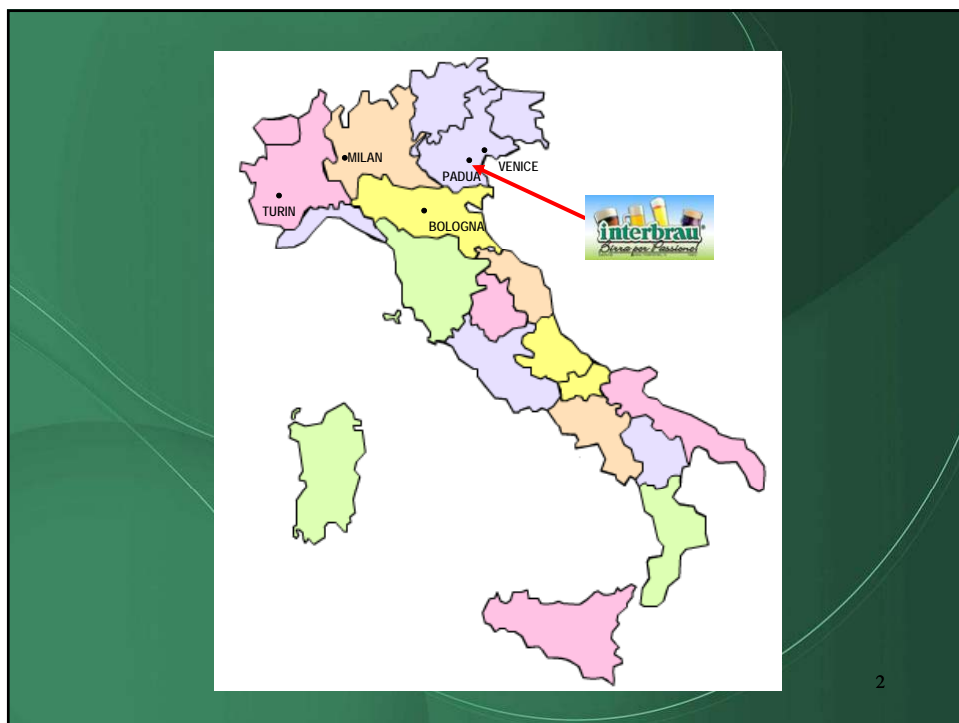 MILAN
VENICE
PADUA
TURIN
BOLOGNA
interbrau®
Birra per Passione!
2